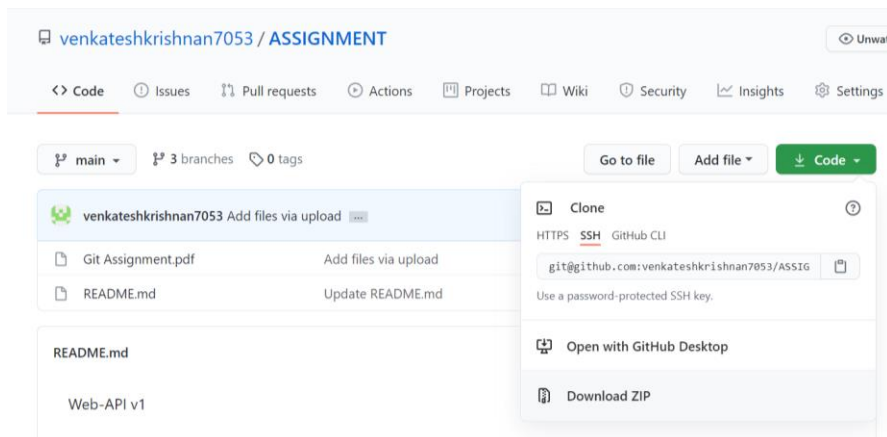 venkateshkrishnan7053 / ASSIGNMENT
<> Code Issues Pull requests Actions Projects Wiki Security Insights Settings
main 3 branches 0 tags Go to file Add file Code
venkateshkrishnan7053 Add files via upload ...
Git Assignment.pdf Add files via upload
README.md Update README.md
Clone
HTTPS SSH GitHub CLI
git@github.com:venkateshkrishnan7053/ASSIG
Use a password-protected SSH key.
Open with GitHub Desktop
Download ZIP
README.md
Web-API v1